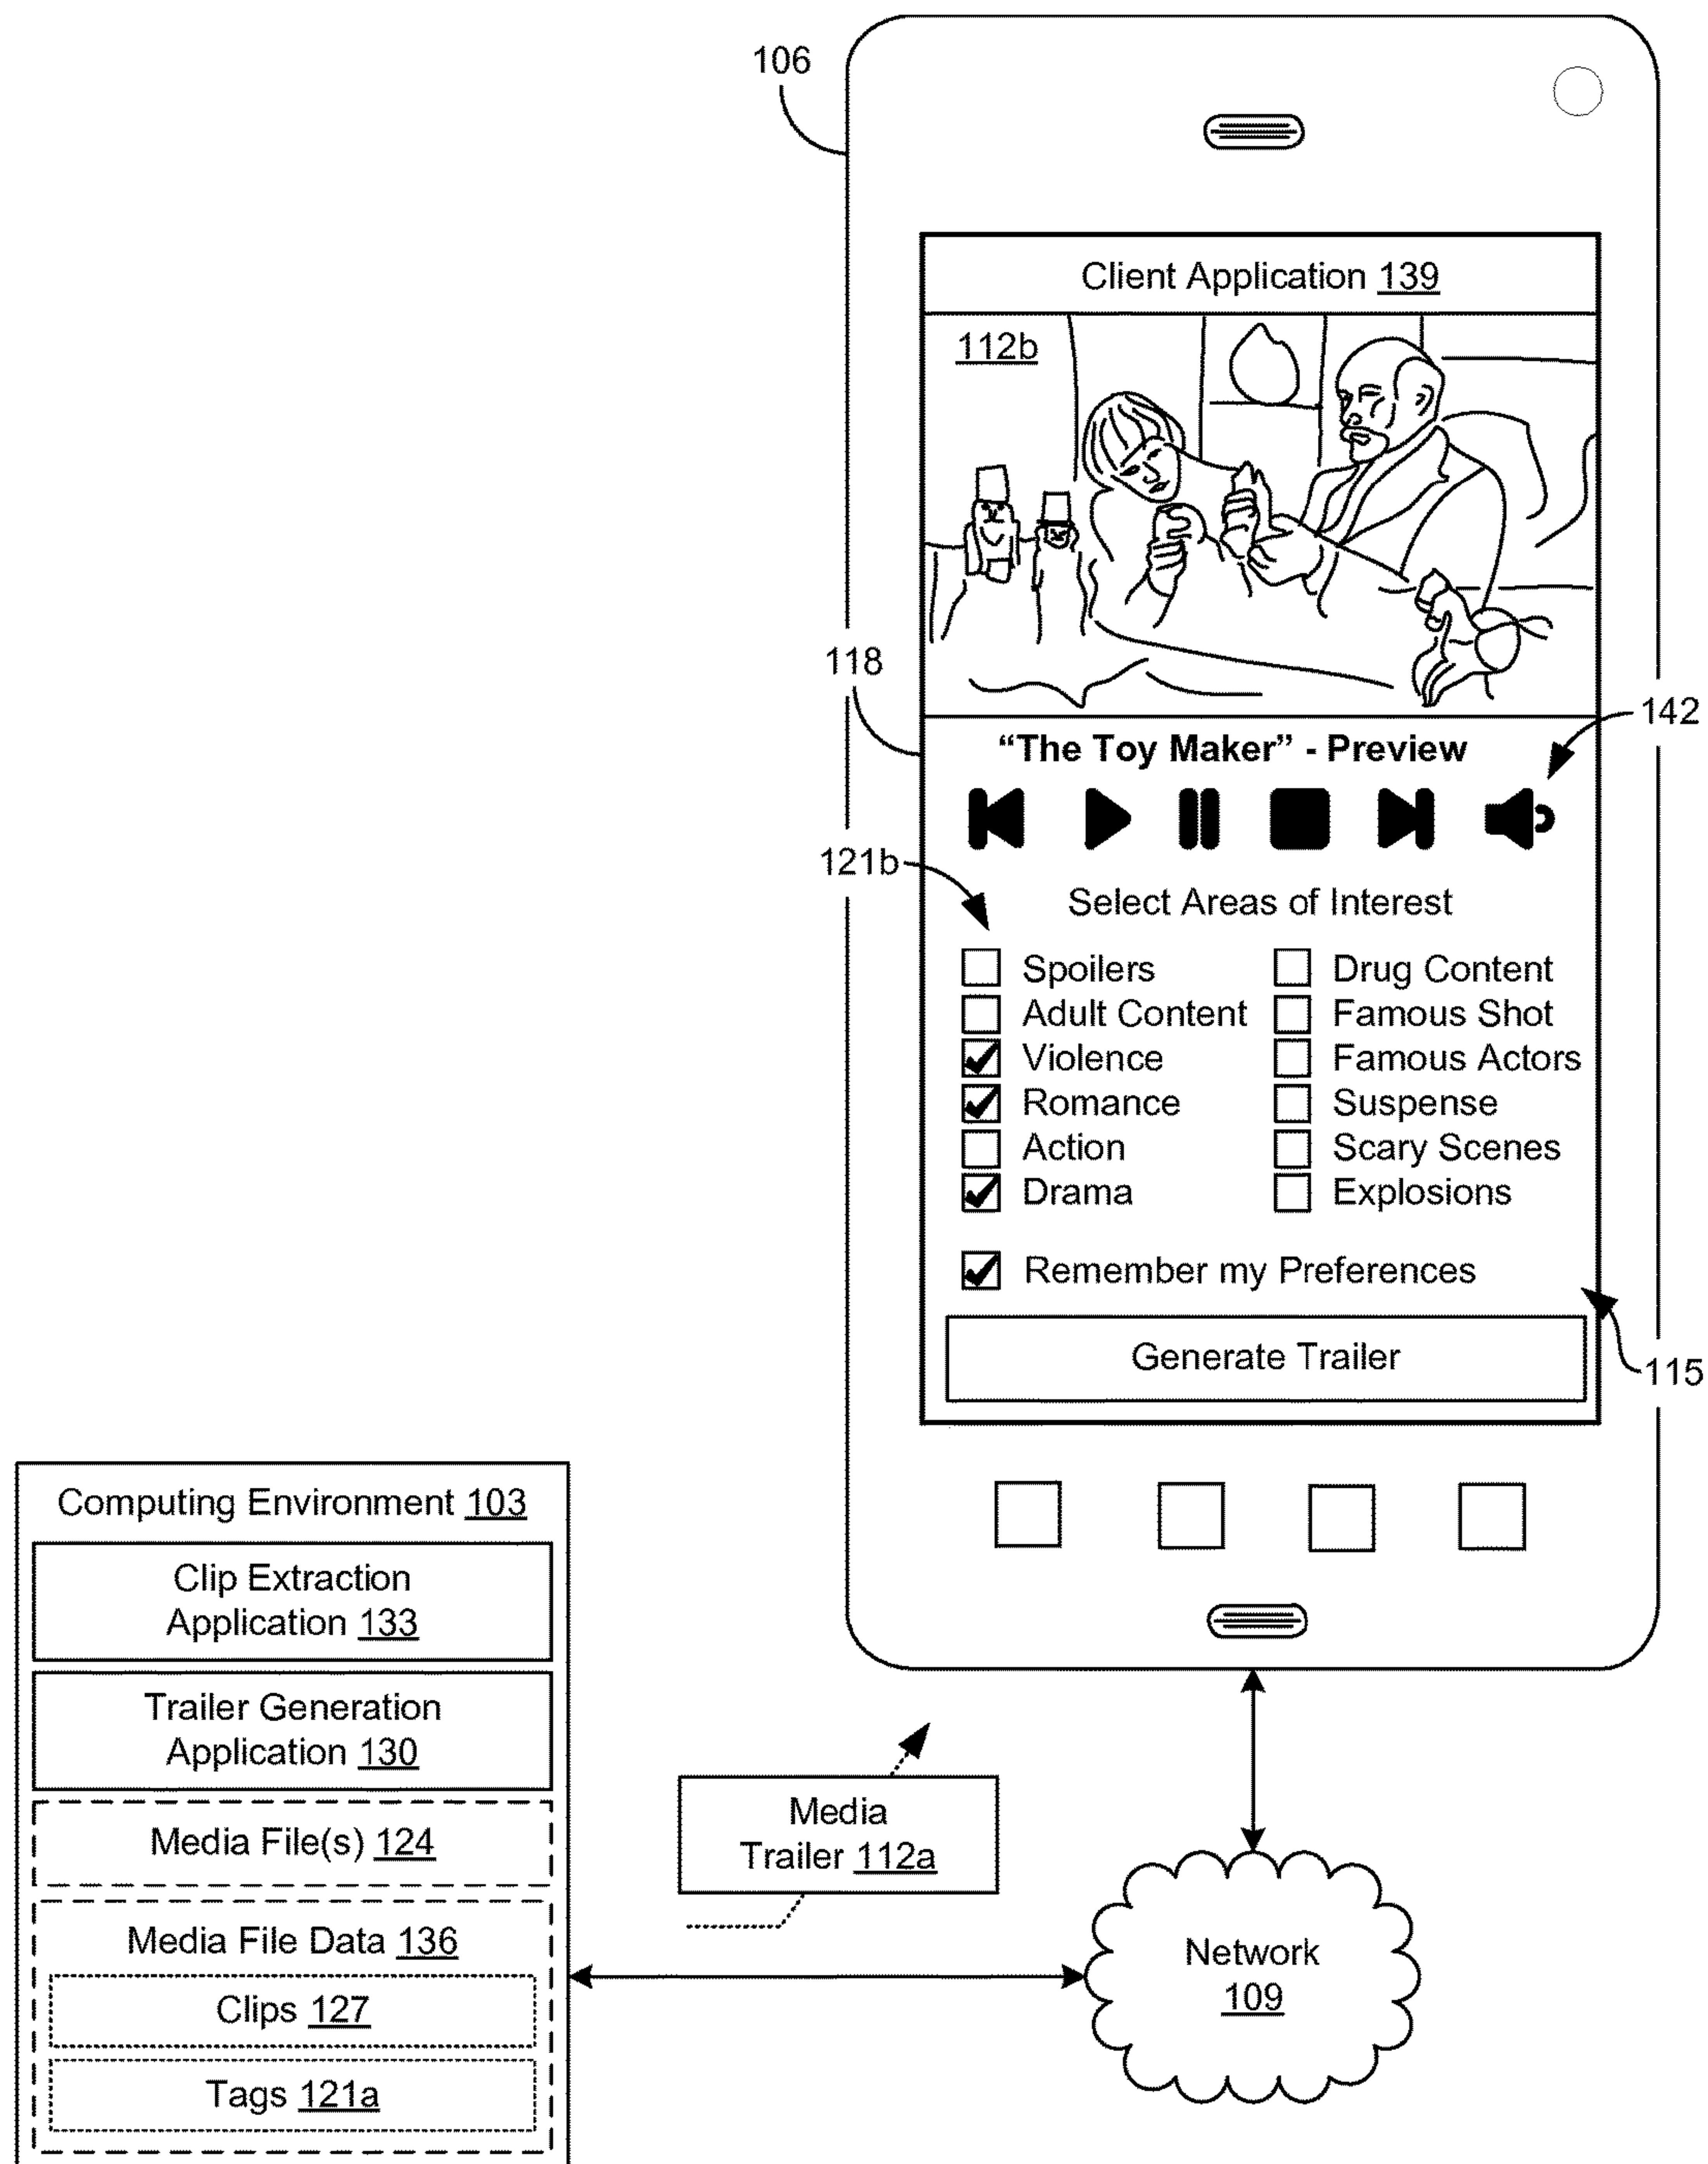 106
Client Application 139
112b
118
142
“The Toy Maker” - Preview
121b
Select Areas of Interest
Spoilers
Adult Content
Violence
Romance
Action
Drama
Drug Content
Famous Shot
Famous Actors
Suspense
Scary Scenes
Explosions
Remember my Preferences
Generate Trailer
115
Computing Environment 103
Clip Extraction
Application 133
Trailer Generation
Application 130
Media File(s) 124
Media File Data 136
Clips 127
Tags 121a
Media
Trailer 112a
Network
109